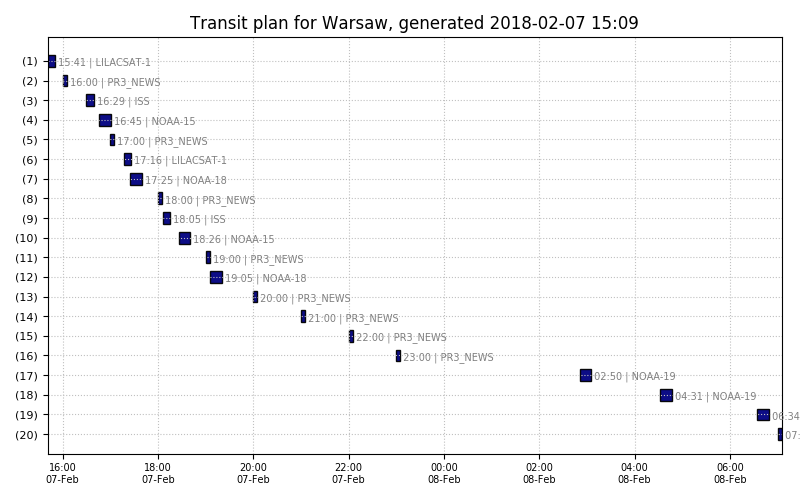 Transit plan for Warsaw, generated 2018-02-07 15:09
(1) 15:41 | LILACSAT-1
(2) 16:00 | PR3_NEWS
(3) 16:29 | ISS
(4) 16:45 | NOAA-15
(5) 17:00 | PR3_NEWS
(6) 17:16 | LILACSAT-1
(7) 17:25 | NOAA-18
(8) 18:00 | PR3_NEWS
(9) 18:05 | ISS
(10) 18:26 | NOAA-15
(11) 19:00 | PR3_NEWS
(12) 19:05 | NOAA-18
(13) 20:00 | PR3_NEWS
(14) 21:00 | PR3_NEWS
(15) 22:00 | PR3_NEWS
(16) 23:00 | PR3_NEWS
(17) 02:50 | NOAA-19
(18) 04:31 | NOAA-19
(19) 06:34
(20) 07:
16:00 18:00 20:00 22:00 00:00 02:00 04:00 06:00
07-Feb 07-Feb 07-Feb 07-Feb 08-Feb 08-Feb 08-Feb 08-Feb